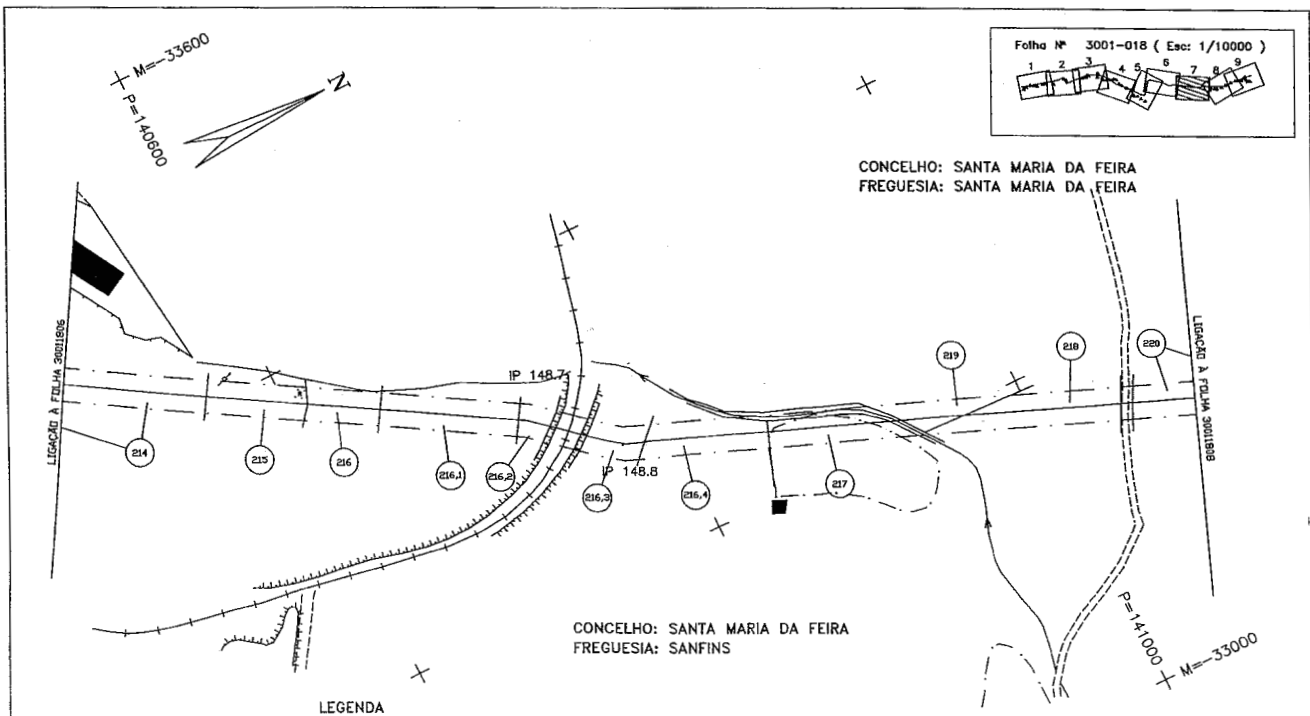 M=-33600
P=140600
N
Folha Nº 3001-018 ( Esc: 1/10000 )
1 2 3 4 5 6 7 8 9
CONCELHO: SANTA MARIA DA FEIRA
FREGUESIA: SANTA MARIA DA FEIRA
LIGAÇÃO À FOLHA 30011806
LIGAÇÃO À FOLHA 30011808
IP 148.7
IP 148.8
219
218
220
214
215
216
216,1
216,2
216,3
216,4
217
CONCELHO: SANTA MARIA DA FEIRA
FREGUESIA: SANFINS
P=141000
M=-33000
LEGENDA